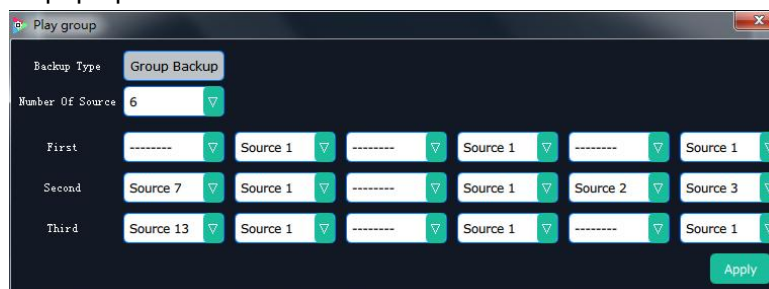 Play group
Backup Type Group Backup
Number Of Source 6
First -------- Source 1 -------- Source 1 -------- Source 1
Second Source 7 Source 1 -------- Source 1 Source 2 Source 3
Third Source 13 Source 1 -------- Source 1 -------- Source 1
Apply